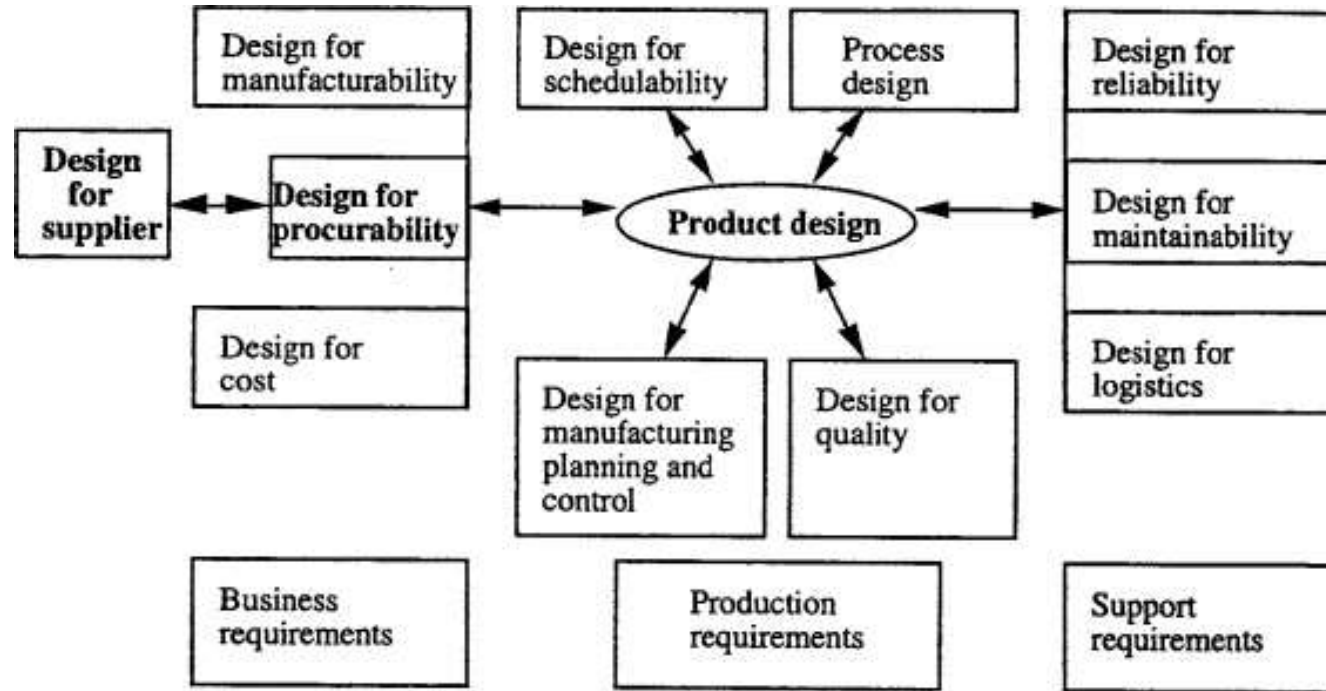 Design for
manufacturability
Design for
schedulability
Process
design
Design for
reliability
Design
for
supplier
Design for
procurability
Product design
Design for
maintainability
Design for
cost
Design for
manufacturing
planning and
control
Design for
quality
Design for
logistics
Business
requirements
Production
requirements
Support
requirements